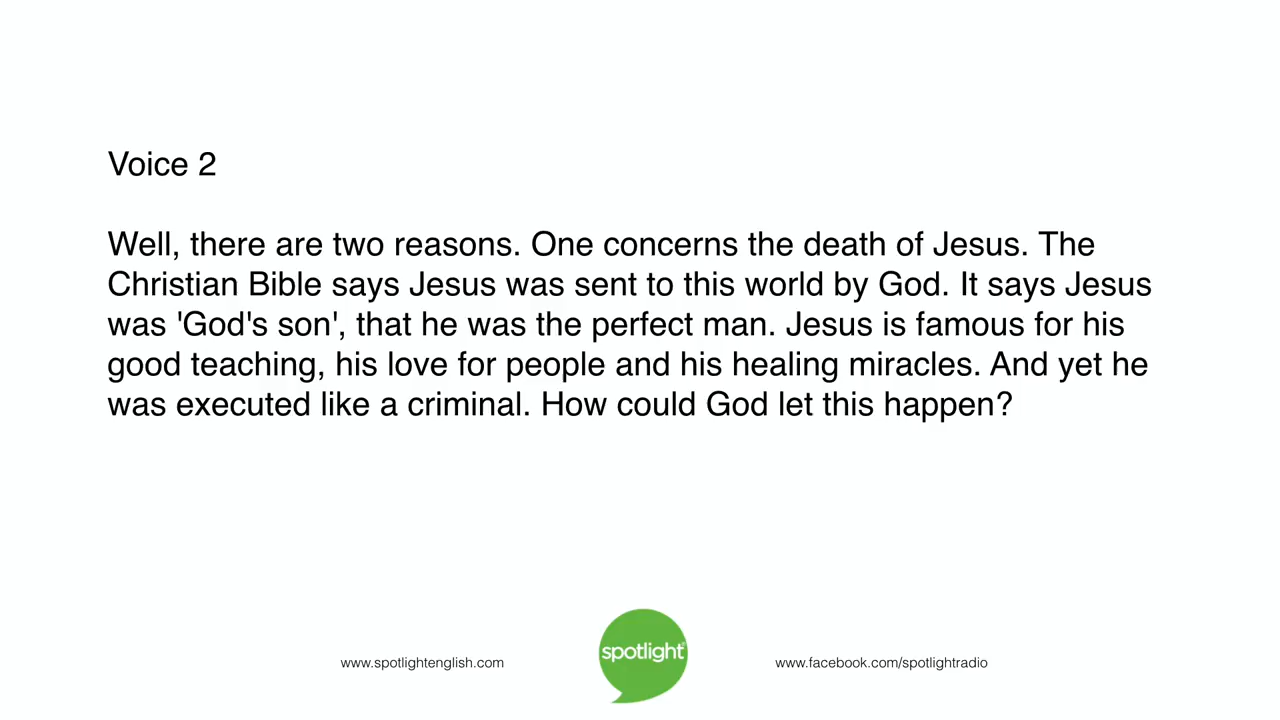 Voice 2
Well, there are two reasons. One concerns the death of Jesus. The
Christian Bible says Jesus was sent to this world by God. It says Jesus
was 'God's son', that he was the perfect man. Jesus is famous for his
good teaching, his love for people and his healing miracles. And yet he
was executed like a criminal. How could God let this happen?
www.spotlightenglish.com
spotlight®
www.facebook.com/spotlightradio